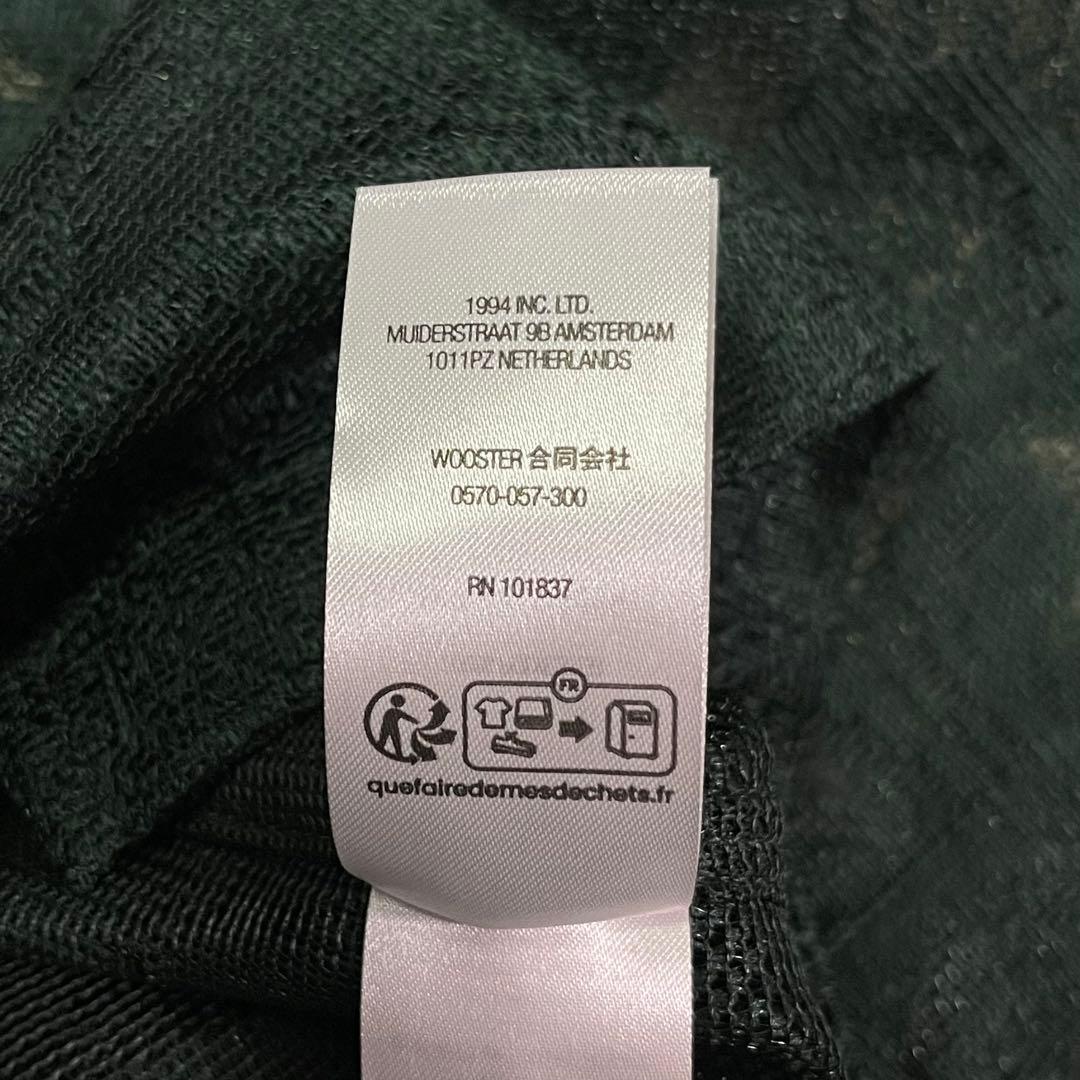 1994 INC. LTD.
MUIDERSTRAAT 9B AMSTERDAM
1011PZ NETHERLANDS
WOOSTER 合同会社
0570-057-300
RN 101837
FR
quefairedemesdechets.fr